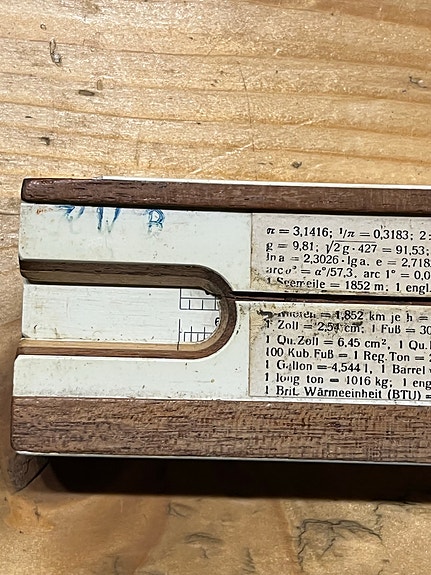 π = 3,1416; 1/π = 0,3183; 2:
g = 9,81; √2g · 427 = 91,53;
ln a = 2,3026 · lg a. e = 2,718
arc α° = α°/57,3, arc 1° = 0,0
1 Seemeile = 1852 m; 1 engl.
= 1,852 km je h =
1 Zoll = 2,54 cm; 1 Fuß = 30
1 Qu.Zoll = 6,45 cm², 1 Qu.
100 Kub.Fuß = 1 Reg.Ton = 2
1 Gallon = 4,544 l, 1 Barrel
1 long ton = 1016 kg; 1 eng
1 Brit. Wärmeeinheit (BTU) =